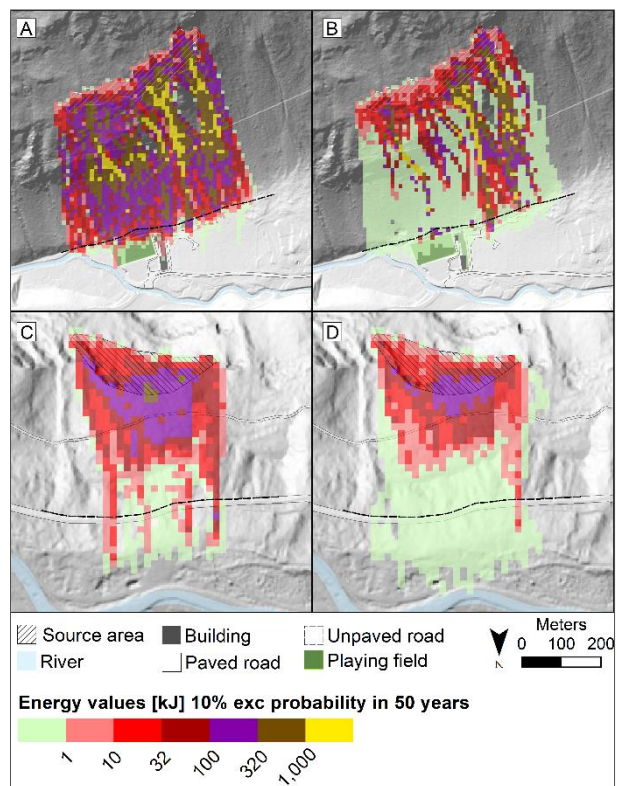 A
B
C
D
Source area
Building
Unpaved road
River
Paved road
Playing field
Meters
N
0 100 200
Energy values [kJ] 10% exc probability in 50 years
1 10 32 100 320 1,000